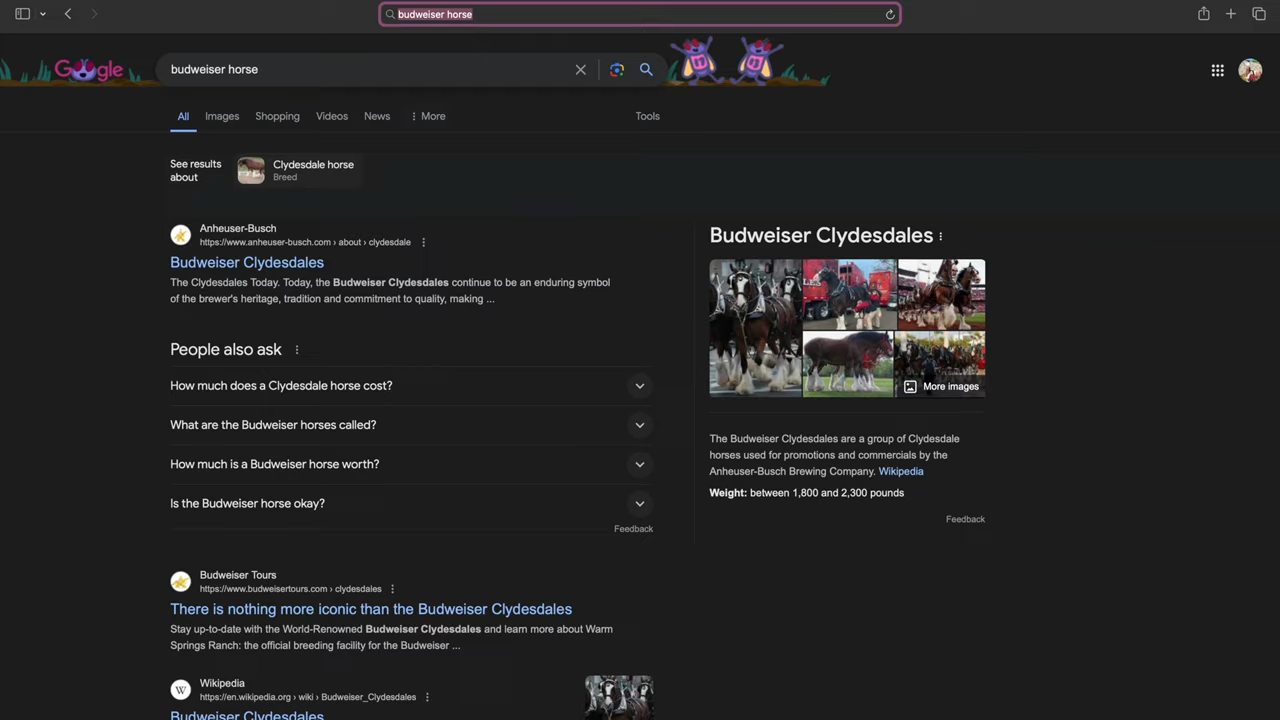 budweiser horse
Google
budweiser horse
All
Images
Shopping
Videos
News
More
Tools
See results
about
Clydesdale horse
Breed
Anheuser-Busch
https://www.anheuser-busch.com › about › clydesdale
Budweiser Clydesdales
The Clydesdales Today. Today, the Budweiser Clydesdales continue to be an enduring symbol
of the brewer's heritage, tradition and commitment to quality, making ...
People also ask
How much does a Clydesdale horse cost?
What are the Budweiser horses called?
How much is a Budweiser horse worth?
Is the Budweiser horse okay?
Feedback
Budweiser Tours
https://www.budweisertours.com › clydesdales
There is nothing more iconic than the Budweiser Clydesdales
Stay up-to-date with the World-Renowned Budweiser Clydesdales and learn more about Warm
Springs Ranch: the official breeding facility for the Budweiser ...
W
Wikipedia
https://en.wikipedia.org › wiki › Budweiser_Clydesdales
Budweiser Clydesdales
Budweiser Clydesdales
More images
The Budweiser Clydesdales are a group of Clydesdale
horses used for promotions and commercials by the
Anheuser-Busch Brewing Company. Wikipedia
Weight: between 1,800 and 2,300 pounds
Feedback